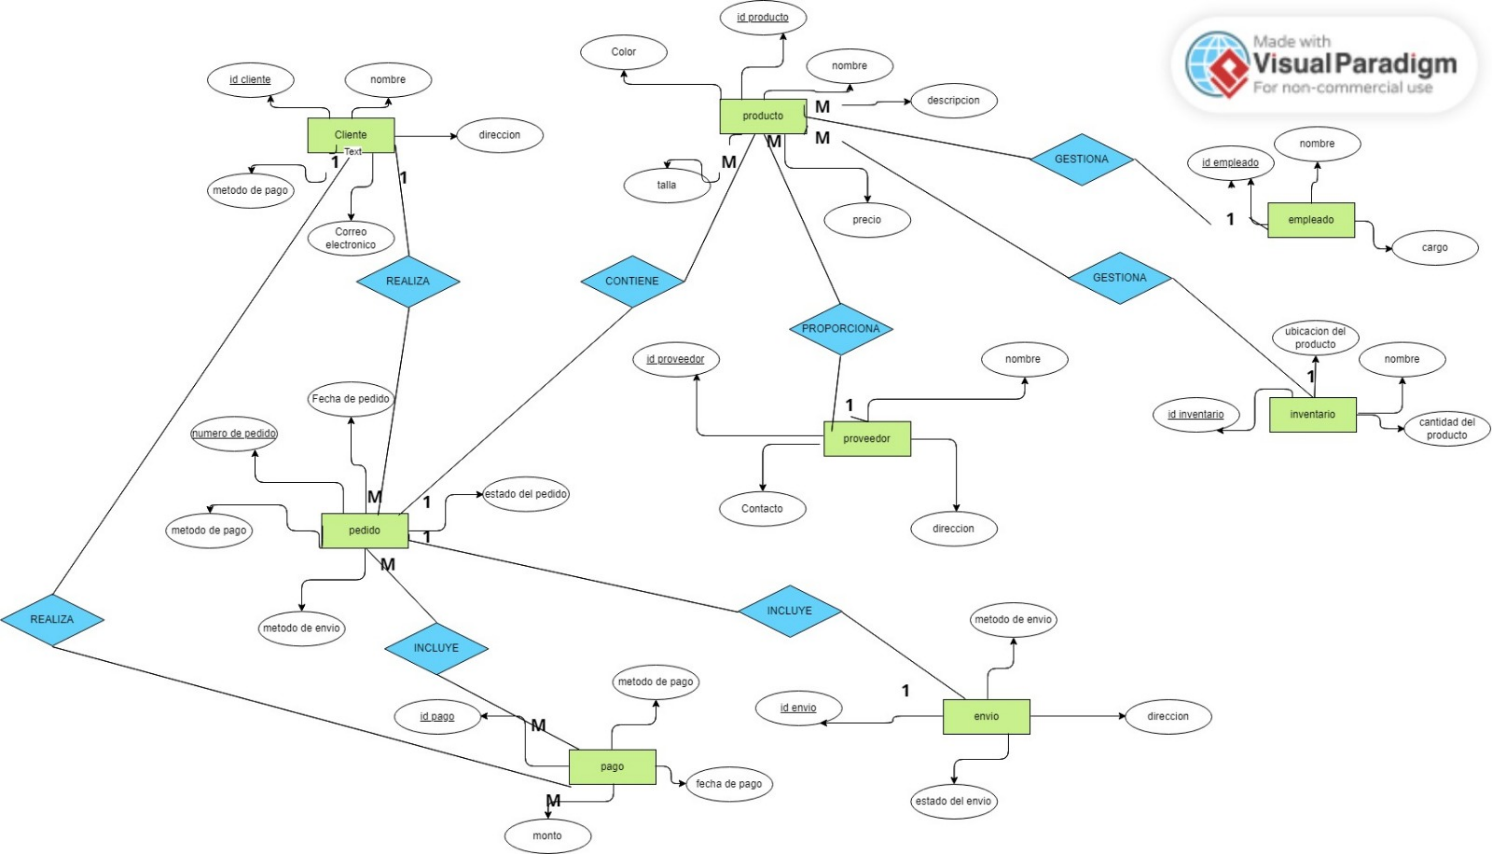 id producto
Made with
Visual Paradigm
For non-commercial use
Color
nombre
id cliente
nombre
descripcion
M
producto
Cliente
Text
direccion
M
M
M
1
1
metodo de pago
talla
GESTIONA
nombre
id empleado
precio
1
empleado
cargo
Correo
electronico
REALIZA
CONTIENE
GESTIONA
PROPORCIONA
ubicacion del
producto
id proveedor
nombre
nombre
1
Fecha de pedido
1
id inventario
inventario
cantidad del
producto
numero de pedido
proveedor
M
1
estado del pedido
Contacto
metodo de pago
pedido
1
direccion
M
REALIZA
metodo de envio
INCLUYE
INCLUYE
metodo de envio
metodo de pago
1
id envio
envio
direccion
id pago
M
pago
fecha de pago
M
estado del envio
monto